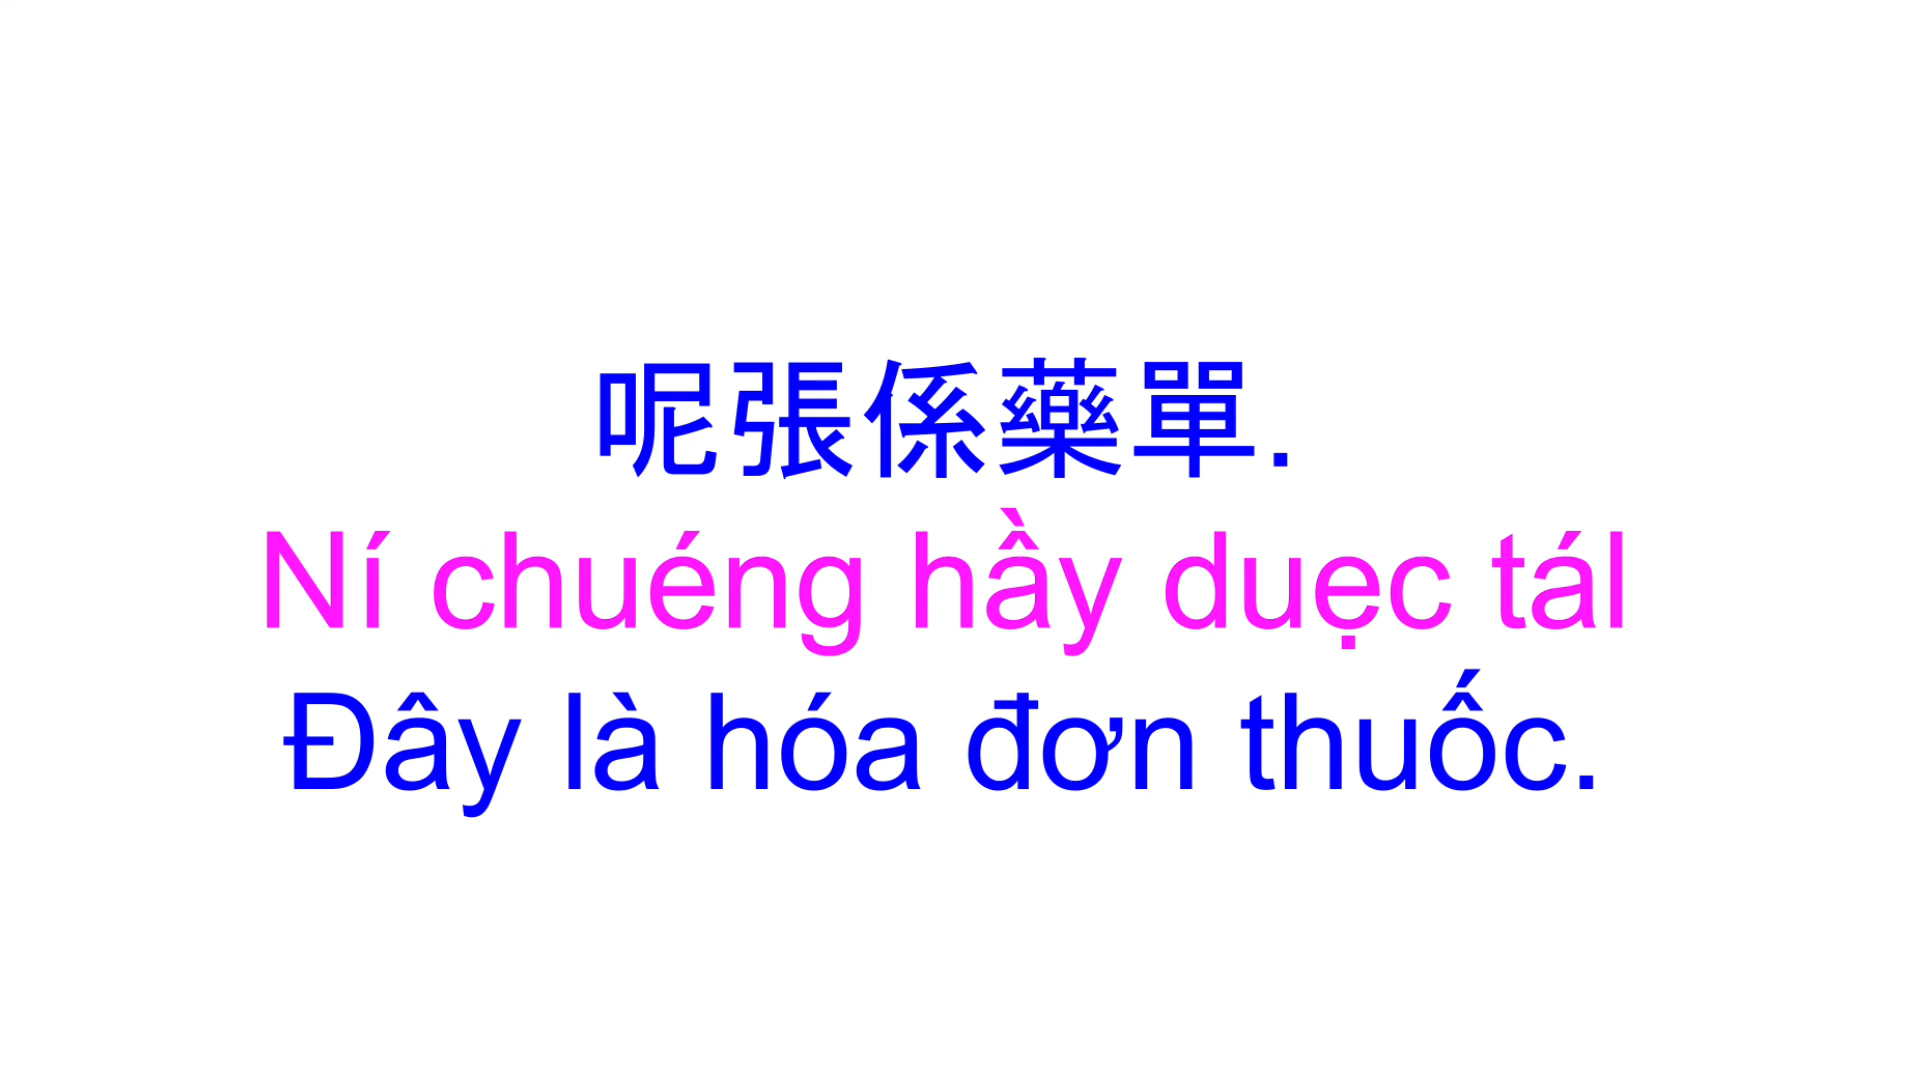 呢張係藥單.
Ní chuéng hầy duẹc tál
Đây là hóa đơn thuốc.